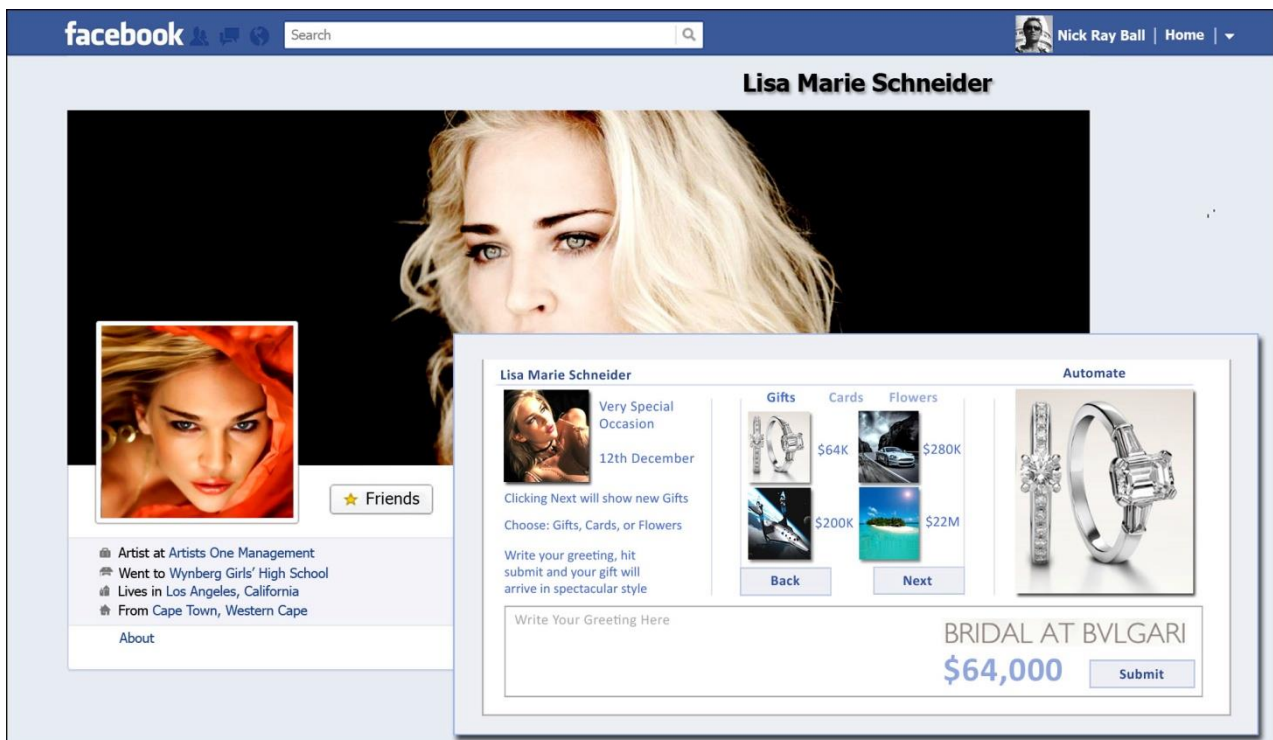 facebook
Search
Nick Ray Ball | Home |
Lisa Marie Schneider
Friends
Artist at Artists One Management
Went to Wynberg Girls' High School
Lives in Los Angeles, California
From Cape Town, Western Cape
About
Lisa Marie Schneider
Automate
Very Special
Occasion
12th December
Clicking Next will show new Gifts
Choose: Gifts, Cards, or Flowers
Write your greeting, hit
submit and your gift will
arrive in spectacular style
Gifts Cards Flowers
$64K $280K
$200K $22M
Back Next
Write Your Greeting Here
BRIDAL AT BVLGARI
$64,000
Submit